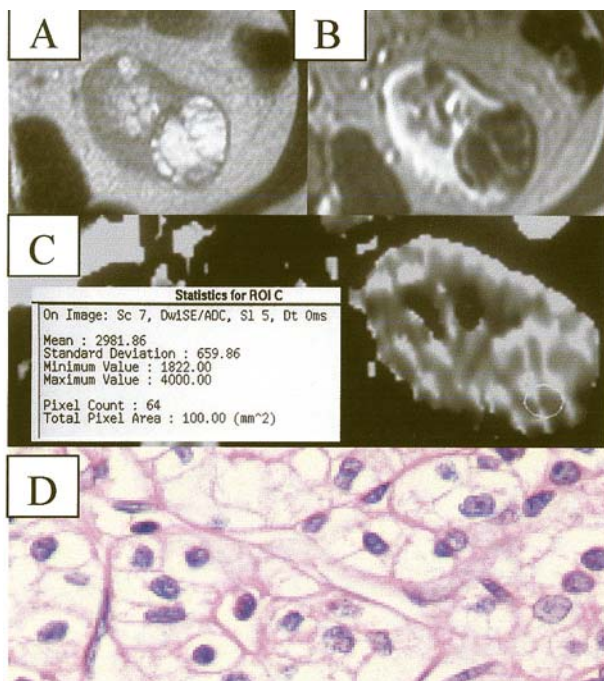 A
B
C
Statistics for ROI C
On Image: Sc 7, DwiSE/ADC, Sl 5, Dt 0ms
Mean : 2981.86
Standard Deviation : 659.86
Minimum Value : 1822.00
Maximum Value : 4000.00
Pixel Count : 64
Total Pixel Area : 100.00 (mm^2)
D